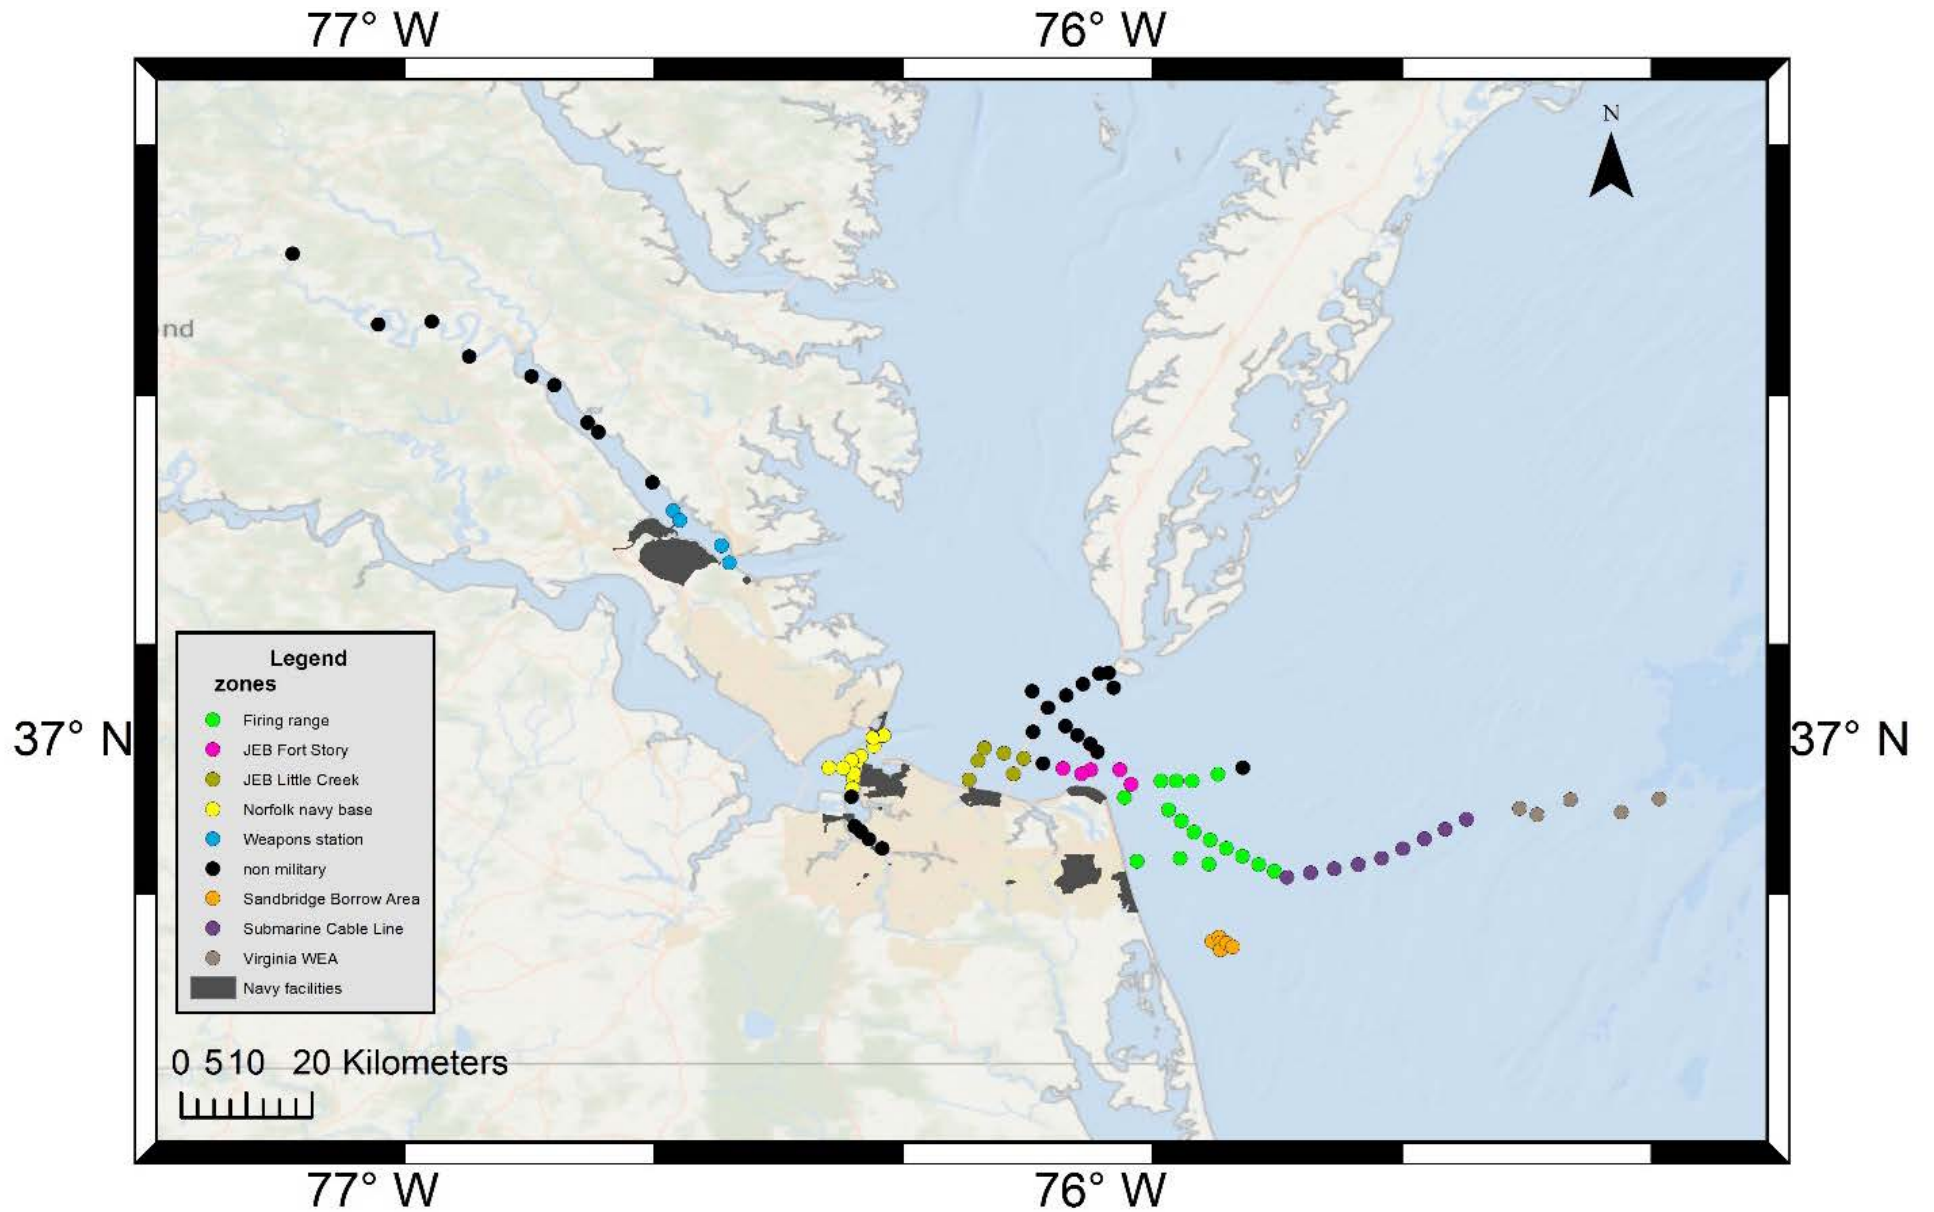 77° W 76° W
N
nd
37° N 37° N
Legend
zones
Firing range
JEB Fort Story
JEB Little Creek
Norfolk navy base
Weapons station
non military
Sandbridge Borrow Area
Submarine Cable Line
Virginia WEA
Navy facilities
0 5 10 20 Kilometers
77° W 76° W